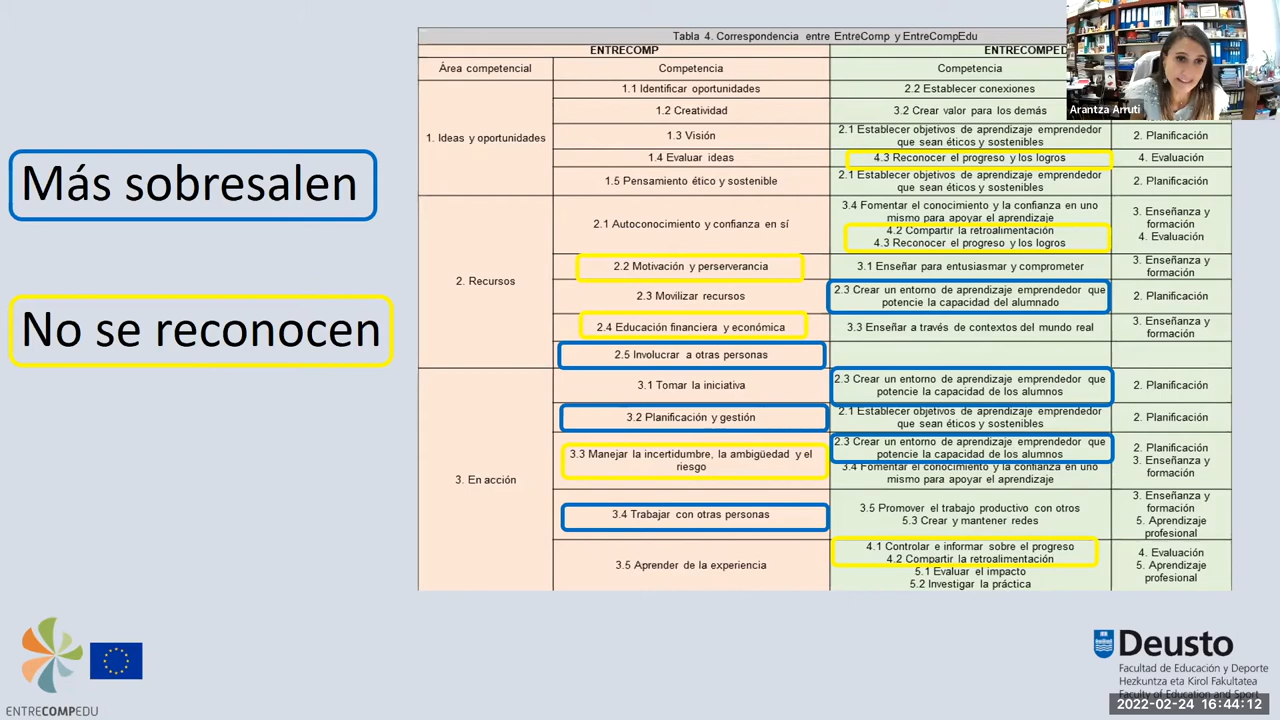 Tabla 4. Correspondencia entre EntreComp y EntreCompEdu
ENTRECOMP
ENTRECOMPED
Área competencial
Competencia
Competencia
Arantza Arruti
Más sobresalen
No se reconocen
1. Ideas y oportunidades
1.1 Identificar oportunidades
2.2 Establecer conexiones
1.2 Creatividad
3.2 Crear valor para los demás
1.3 Visión
2.1 Establecer objetivos de aprendizaje emprendedor
que sean éticos y sostenibles
2. Planificación
1.4 Evaluar ideas
4.3 Reconocer el progreso y los logros
4. Evaluación
1.5 Pensamiento ético y sostenible
2.1 Establecer objetivos de aprendizaje emprendedor
que sean éticos y sostenibles
2. Planificación
2. Recursos
2.1 Autoconocimiento y confianza en sí
3.4 Fomentar el conocimiento y la confianza en uno
mismo para apoyar el aprendizaje
4.2 Compartir la retroalimentación
4.3 Reconocer el progreso y los logros
3. Enseñanza y
formación
4. Evaluación
2.2 Motivación y perserverancia
3.1 Enseñar para entusiasmar y comprometer
3. Enseñanza y
formación
2.3 Movilizar recursos
2.3 Crear un entorno de aprendizaje emprendedor que
potencie la capacidad del alumnado
2. Planificación
2.4 Educación financiera y económica
3.3 Enseñar a través de contextos del mundo real
3. Enseñanza y
formación
2.5 Involucrar a otras personas
3. En acción
3.1 Tomar la iniciativa
2.3 Crear un entorno de aprendizaje emprendedor que
potencie la capacidad de los alumnos
2. Planificación
3.2 Planificación y gestión
2.1 Establecer objetivos de aprendizaje emprendedor
que sean éticos y sostenibles
2. Planificación
3.3 Manejar la incertidumbre, la ambigüedad y el
riesgo
2.3 Crear un entorno de aprendizaje emprendedor que
potencie la capacidad de los alumnos
3.4 Fomentar el conocimiento y la confianza en uno
mismo para apoyar el aprendizaje
2. Planificación
3. Enseñanza y
formación
3.4 Trabajar con otras personas
3.5 Promover el trabajo productivo con otros
5.3 Crear y mantener redes
3. Enseñanza y
formación
5. Aprendizaje
profesional
3.5 Aprender de la experiencia
4.1 Controlar e informar sobre el progreso
4.2 Compartir la retroalimentación
5.1 Evaluar el impacto
5.2 Investigar la práctica
4. Evaluación
5. Aprendizaje
profesional
ENTRECOMPEDU
Deusto
Facultad de Educación y Deporte
Hezkuntza eta Kirol Fakultatea
Faculty of Education and Sport
2022-02-24 16:44:12